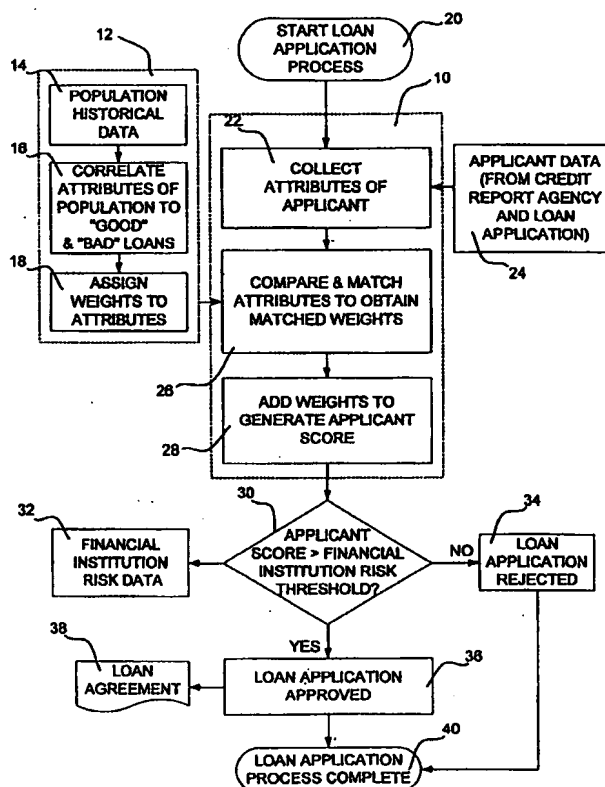 20
START LOAN
APPLICATION
PROCESS
12
14
POPULATION
HISTORICAL
DATA
16
CORRELATE
ATTRIBUTES OF
POPULATION TO
"GOOD"
& "BAD" LOANS
18
ASSIGN
WEIGHTS TO
ATTRIBUTES
10
22
COLLECT
ATTRIBUTES OF
APPLICANT
APPLICANT DATA
(FROM CREDIT
REPORT AGENCY
AND LOAN
APPLICATION)
24
COMPARE & MATCH
ATTRIBUTES TO OBTAIN
MATCHED WEIGHTS
26
ADD WEIGHTS TO
GENERATE APPLICANT
SCORE
28
30
APPLICANT
SCORE > FINANCIAL
INSTITUTION RISK
THRESHOLD?
32
FINANCIAL
INSTITUTION
RISK DATA
NO
34
LOAN
APPLICATION
REJECTED
YES
38
LOAN
AGREEMENT
LOAN APPLICATION
APPROVED
36
40
LOAN APPLICATION
PROCESS COMPLETE